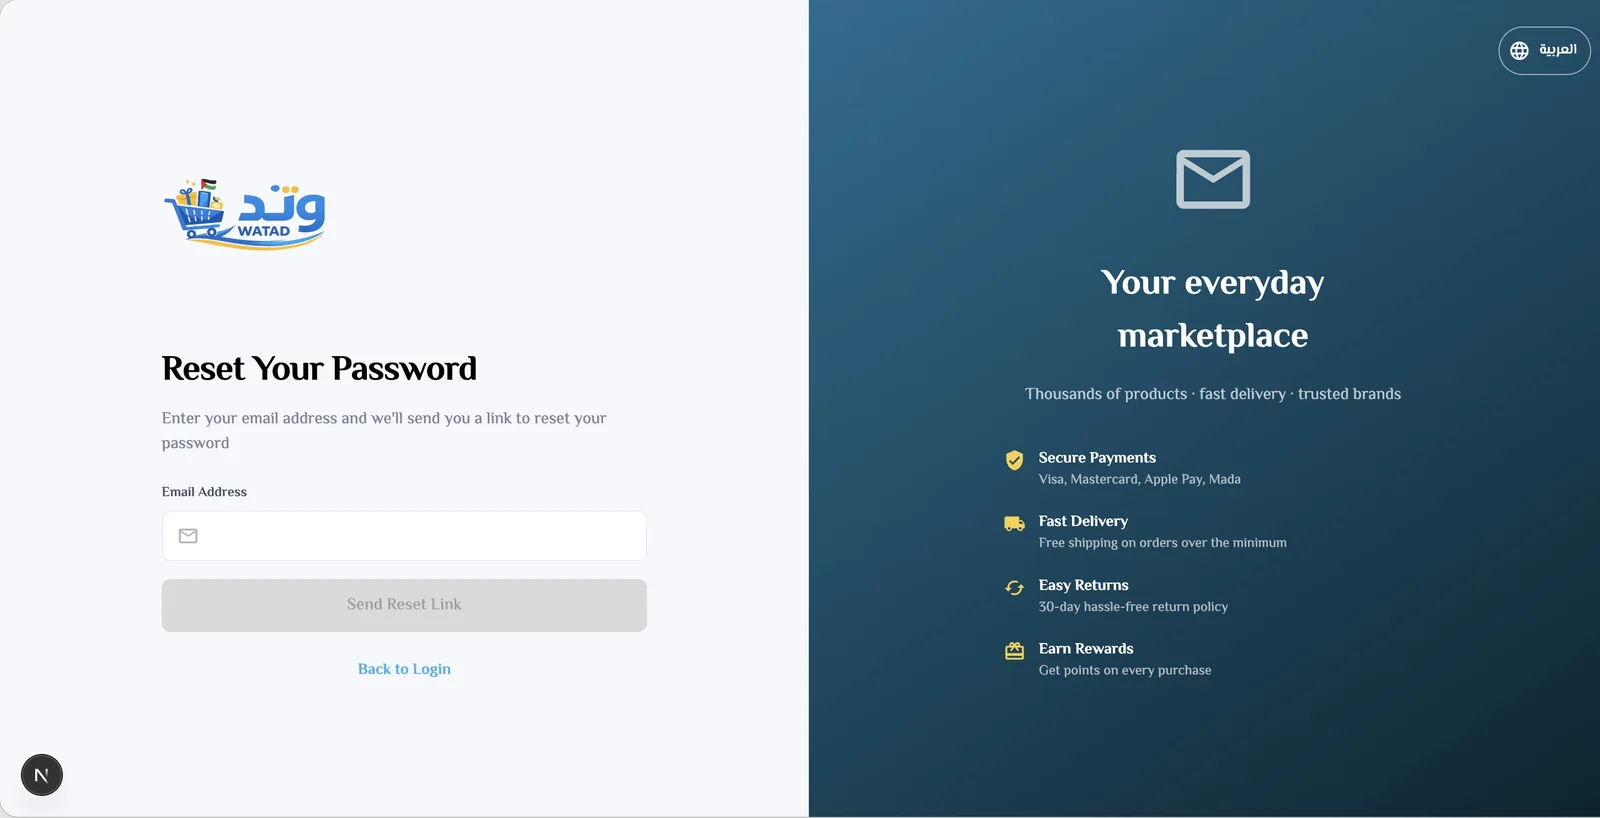 وتد
WATAD
Reset Your Password
Enter your email address and we'll send you a link to reset your
password
Email Address
Send Reset Link
Back to Login
N
العربية
Your everyday
marketplace
Thousands of products · fast delivery · trusted brands
Secure Payments
Visa, Mastercard, Apple Pay, Mada
Fast Delivery
Free shipping on orders over the minimum
Easy Returns
30-day hassle-free return policy
Earn Rewards
Get points on every purchase